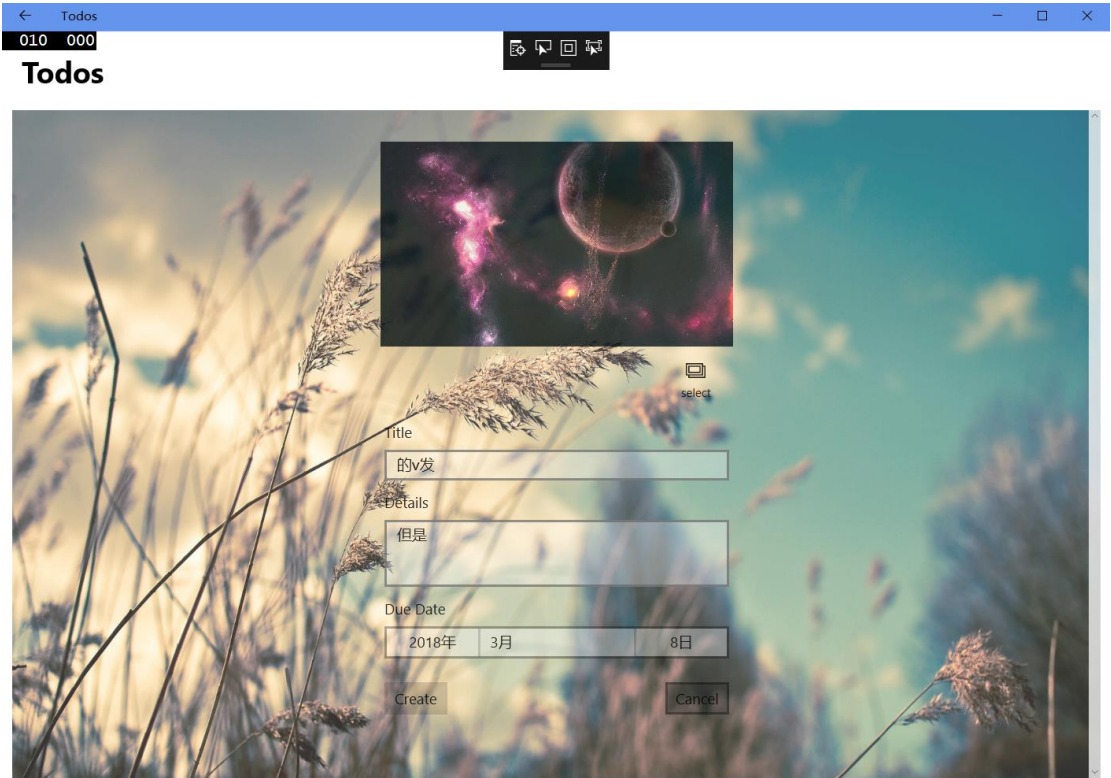 Todos
010 000
Todos
select
Title
的v发
Details
但是
Due Date
2018年 3月 8日
Create Cancel